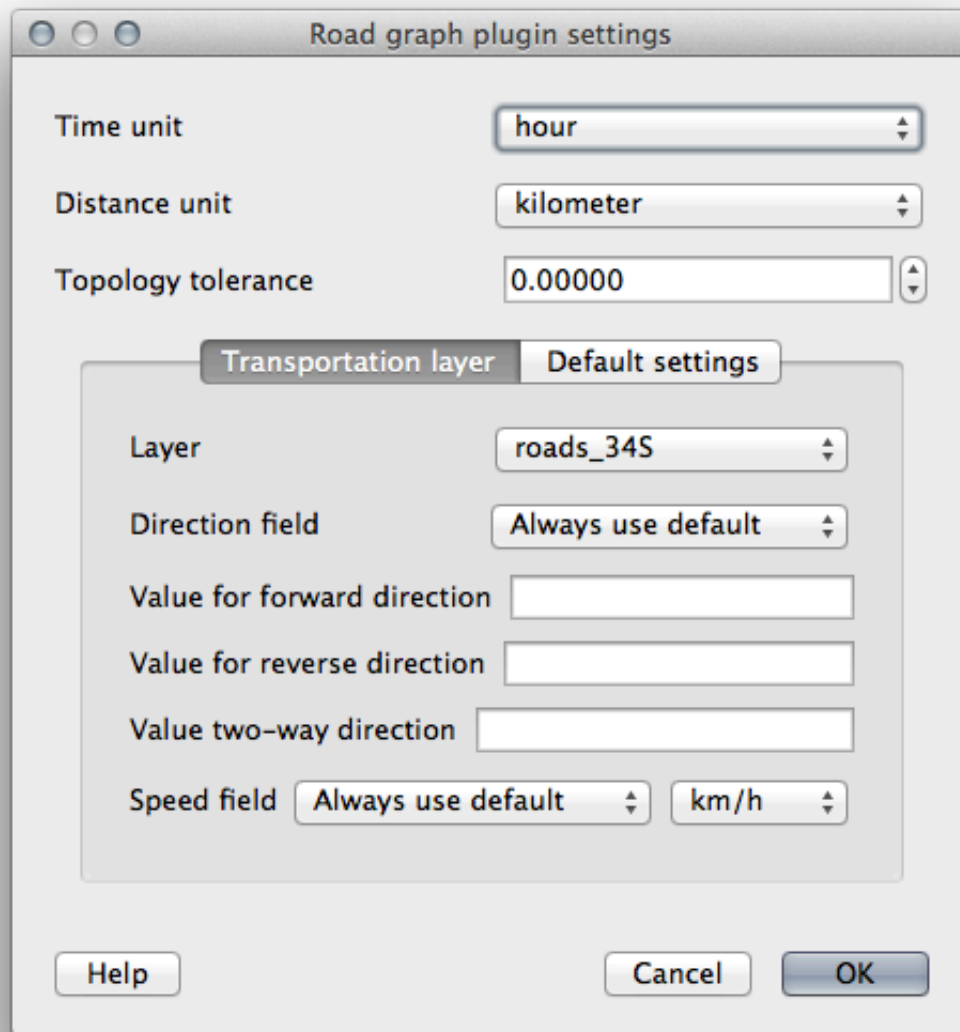 Road graph plugin settings
Time unit hour
Distance unit kilometer
Topology tolerance 0.00000
Transportation layer Default settings
Layer roads_34S
Direction field Always use default
Value for forward direction
Value for reverse direction
Value two-way direction
Speed field Always use default km/h
Help Cancel OK